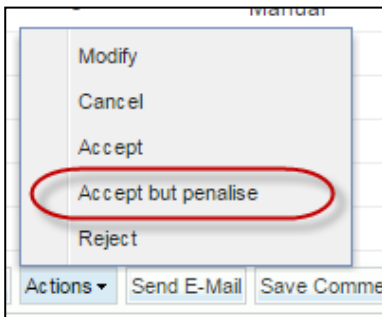 Manual
Modify
Cancel
Accept
Accept but penalise
Reject
Actions Send E-Mail Save Comme